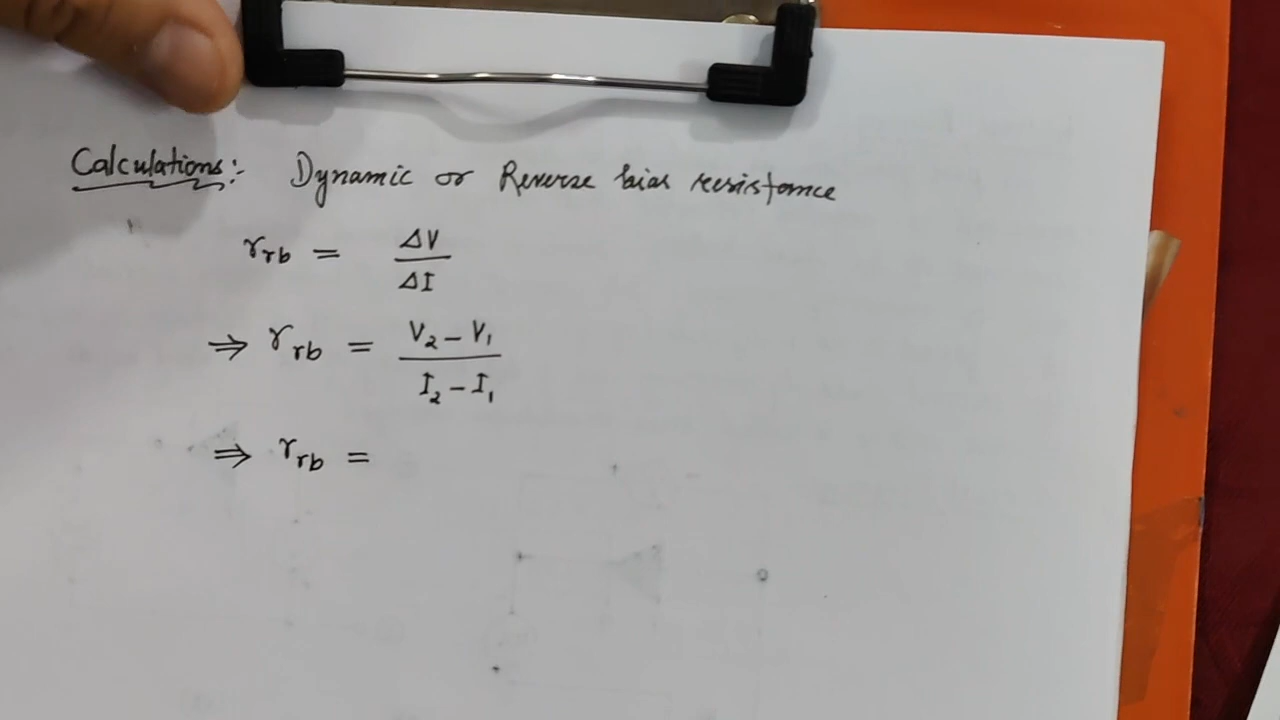 Calculations:- Dynamic or Reverse bias resistance
r_rb = ΔV/ΔI
⇒ r_rb = (V₂ - V₁)/(I₂ - I₁)
⇒ r_rb =